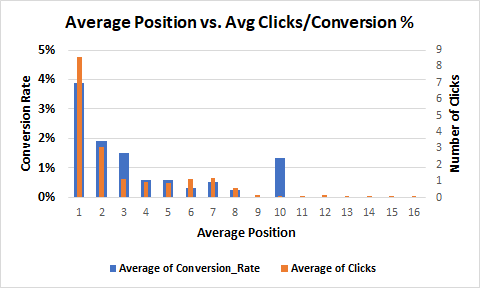 Average Position vs. Avg Clicks/Conversion %
5%
4%
3%
2%
1%
0%
Conversion Rate
9
8
7
6
5
4
3
2
1
0
Number of Clicks
1 2 3 4 5 6 7 8 9 10 11 12 13 14 15 16
Average Position
Average of Conversion_Rate Average of Clicks